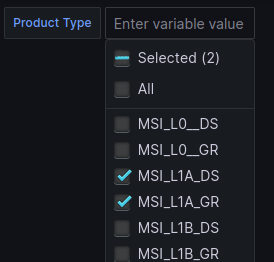 Product Type
Enter variable value
Selected (2)
All
MSI_L0__DS
MSI_L0__GR
MSI_L1A_DS
MSI_L1A_GR
MSI_L1B_DS
MSI_L1B_GR